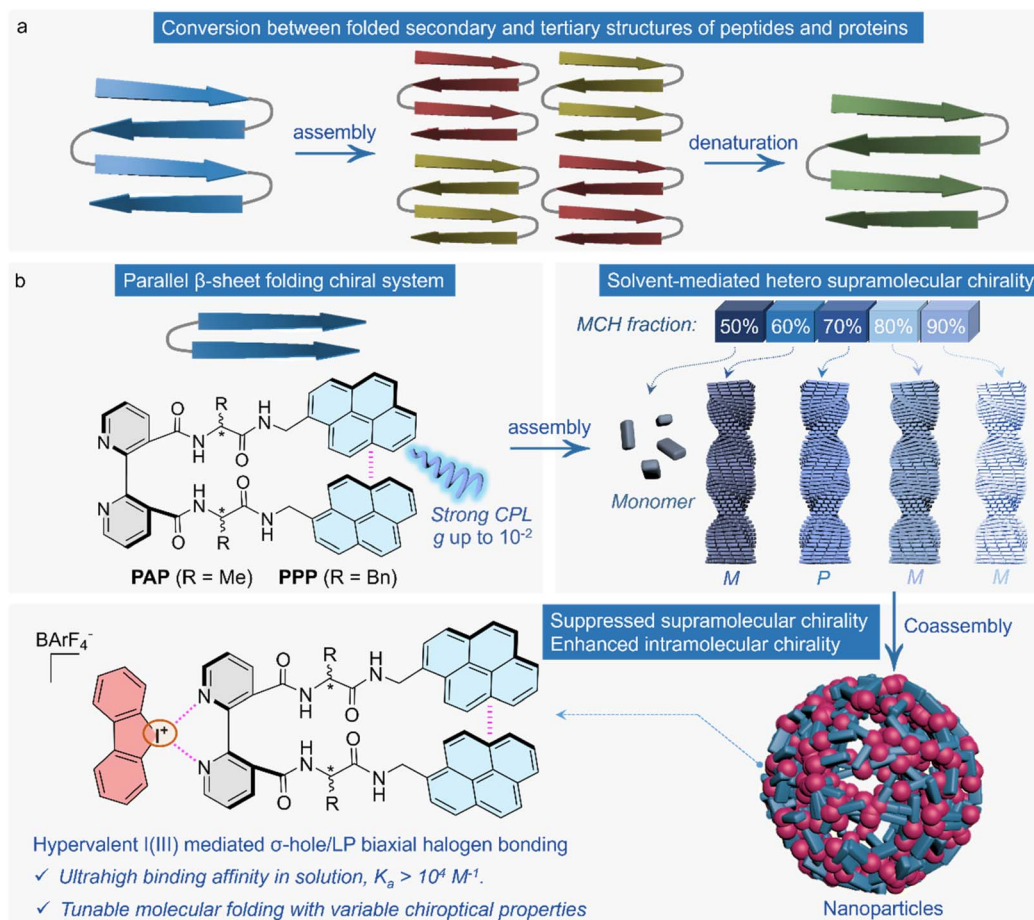 a
Conversion between folded secondary and tertiary structures of peptides and proteins
assembly
denaturation
b
Parallel β-sheet folding chiral system
R
O
N
H
H
N
N
*
O
O
N
H
*
H
N
N
O
R
O
Strong CPL
g up to 10⁻²
PAP (R = Me) PPP (R = Bn)
assembly
Solvent-mediated hetero supramolecular chirality
MCH fraction: 50% 60% 70% 80% 90%
Monomer
M P M M
Suppressed supramolecular chirality
Enhanced intramolecular chirality
Coassembly
BArF₄⁻
I⁺
R
O
N
H
H
N
N
*
O
O
N
H
*
H
N
N
O
R
O
Hypervalent I(III) mediated σ-hole/LP biaxial halogen bonding
✓ Ultrahigh binding affinity in solution, Kₐ > 10⁴ M⁻¹.
✓ Tunable molecular folding with variable chiroptical properties
Nanoparticles